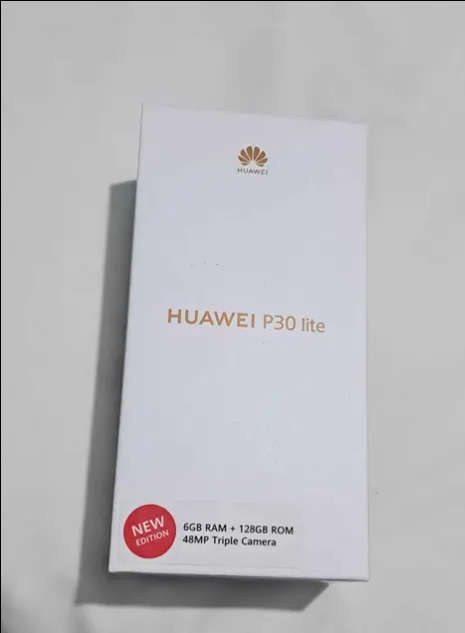 HUAWEI
HUAWEI P30 lite
NEW
EDITION
6GB RAM + 128GB ROM
48MP Triple Camera